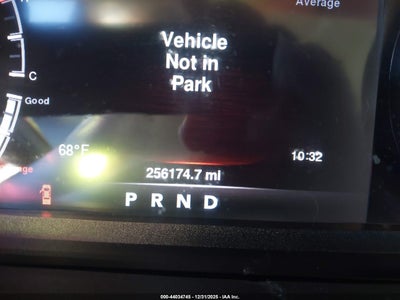 Average
Vehicle
Not in
Park
C
Good
68°F
10:32
256174.7 mi
P R N D
000-44034745 - 12/31/2025 - IAA Inc.